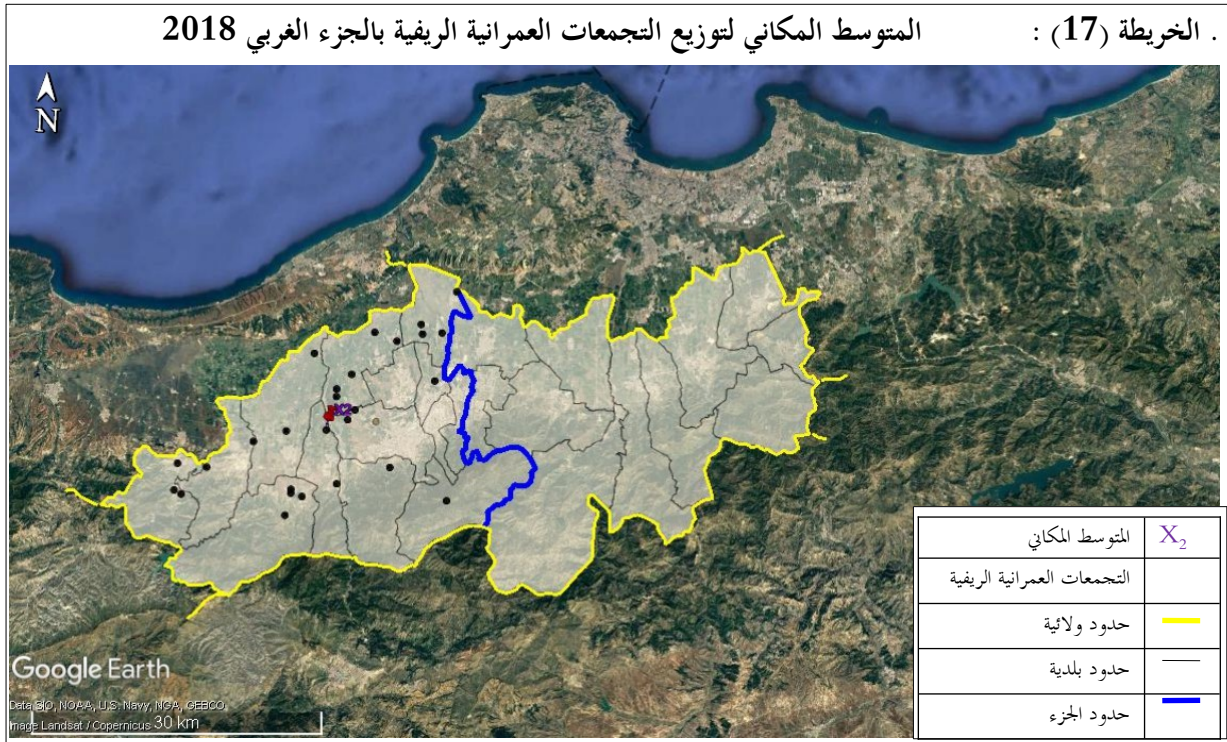 . الخريطة (17) : المتوسط المكاني لتوزيع التجمعات العمرانية الريفية بالجزء الغربي 2018
N
X2
Google Earth
Data SIO, NOAA, U.S. Navy, NGA, GEBCO
Image Landsat / Copernicus
30 km
المتوسط المكاني X₂
التجمعات العمرانية الريفية
حدود ولائية
حدود بلدية
حدود الجزء